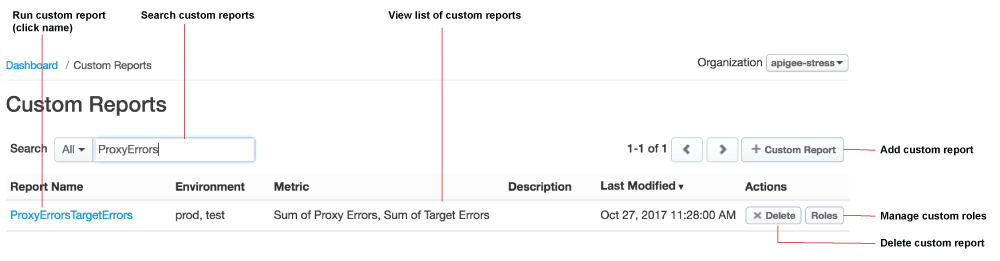 Run custom report
(click name)
Search custom reports
View list of custom reports
Dashboard / Custom Reports
Organization apigee-stress
Custom Reports
Search All ProxyErrors
1-1 of 1 + Custom Report
Add custom report
Report Name Environment Metric Description Last Modified Actions
ProxyErrorsTargetErrors prod, test Sum of Proxy Errors, Sum of Target Errors Oct 27, 2017 11:28:00 AM × Delete Roles
Manage custom roles
Delete custom report